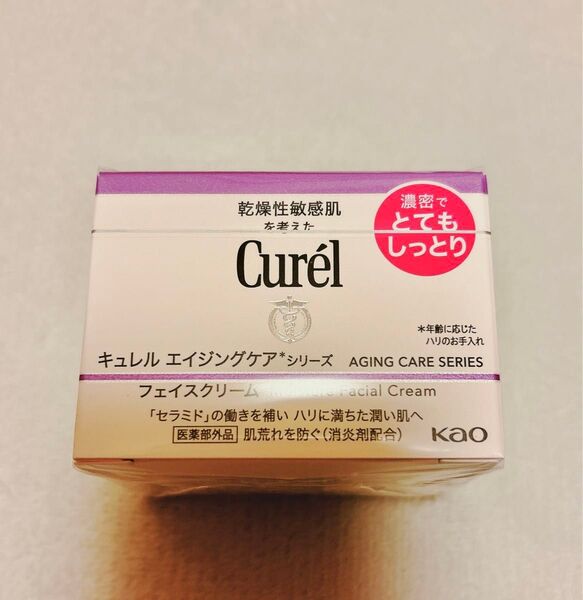 乾燥性敏感肌
を考えた
Curél
濃密で
とても
しっとり
*年齢に応じた
ハリのお手入れ
キュレル エイジングケア*シリーズ AGING CARE SERIES
フェイスクリーム Facial Cream
「セラミド」の働きを補い ハリに満ちた潤い肌へ
医薬部外品 肌荒れを防ぐ(消炎剤配合)
Kao